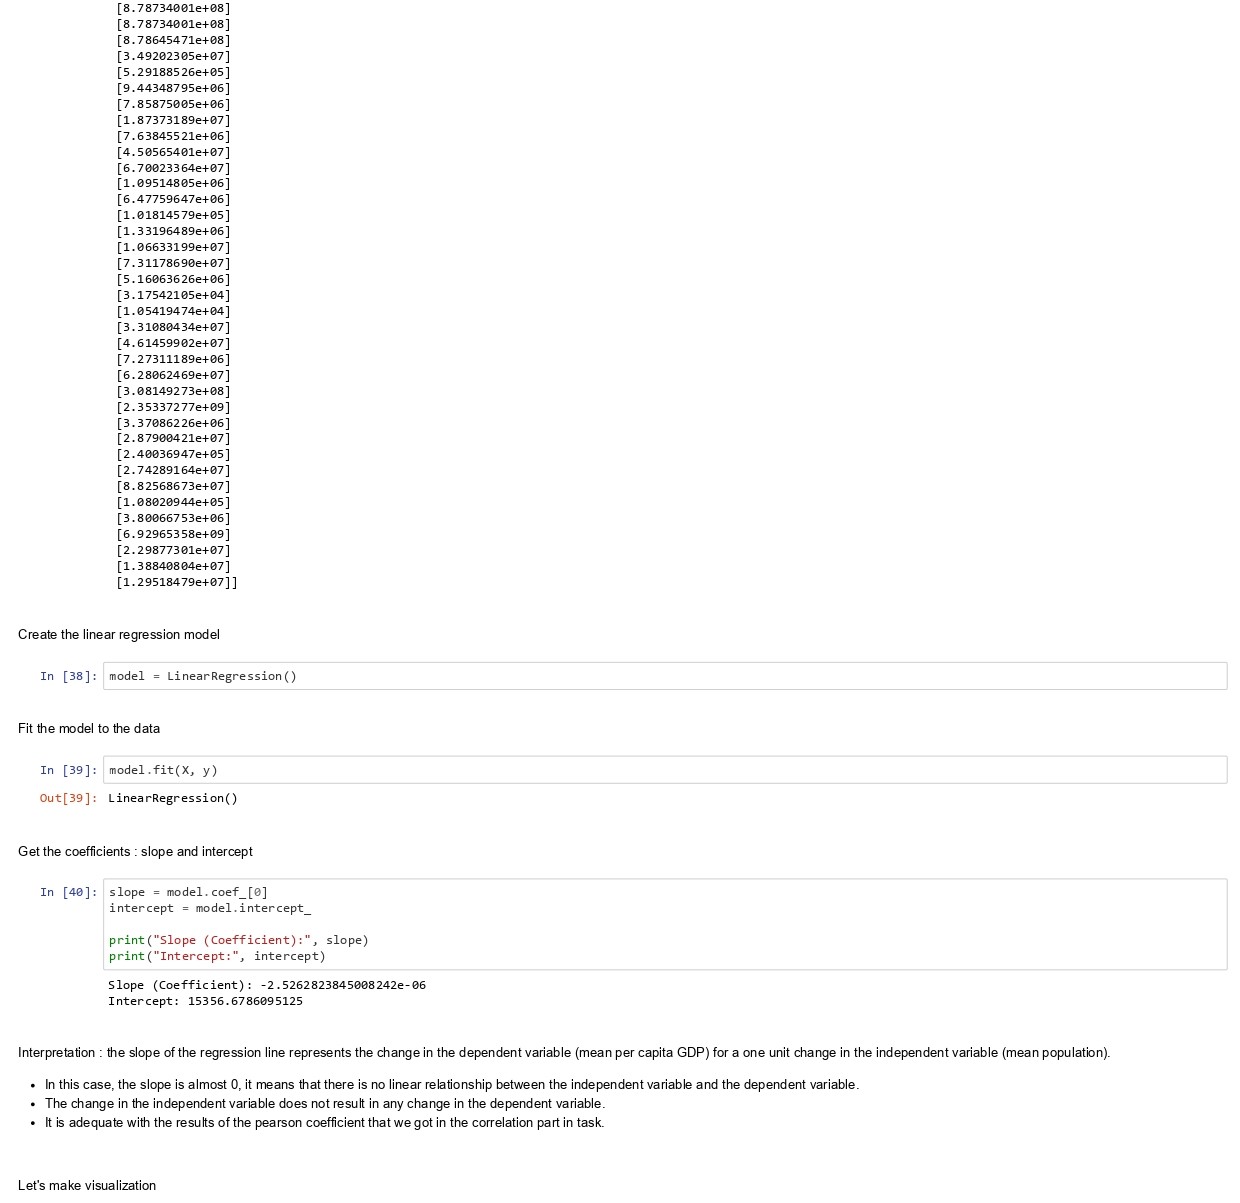 [8.78734001e+08]
[8.78734001e+08]
[8.78645471e+08]
[3.49202305e+07]
[5.29188526e+05]
[9.44348795e+06]
[7.85875005e+06]
[1.87373189e+07]
[7.63845521e+06]
[4.50565401e+07]
[6.70023364e+07]
[1.09514805e+06]
[6.47759647e+06]
[1.01814579e+05]
[1.33196489e+06]
[1.06633199e+07]
[7.31178690e+07]
[5.16063626e+06]
[3.17542105e+04]
[1.05419474e+04]
[3.31080434e+07]
[4.61459902e+07]
[7.27311189e+06]
[6.28062469e+07]
[3.08149273e+08]
[2.35337277e+09]
[3.37086226e+06]
[2.87900421e+07]
[2.40036947e+05]
[2.74289164e+07]
[8.82568673e+07]
[1.08020944e+05]
[3.80066753e+06]
[6.92965358e+09]
[2.29877301e+07]
[1.38840804e+07]
[1.29518479e+07]]
Create the linear regression model
In [38]: model = LinearRegression()
Fit the model to the data
In [39]: model.fit(X, y)
Out[39]: LinearRegression()
Get the coefficients : slope and intercept
In [40]: slope = model.coef_[0]
intercept = model.intercept_
print("Slope (Coefficient):", slope)
print("Intercept:", intercept)
Slope (Coefficient): -2.5262823845008242e-06
Intercept: 15356.6786095125
Interpretation : the slope of the regression line represents the change in the dependent variable (mean per capita GDP) for a one unit change in the independent variable (mean population).
• In this case, the slope is almost 0, it means that there is no linear relationship between the independent variable and the dependent variable.
• The change in the independent variable does not result in any change in the dependent variable.
• It is adequate with the results of the pearson coefficient that we got in the correlation part in task.
Let's make visualization